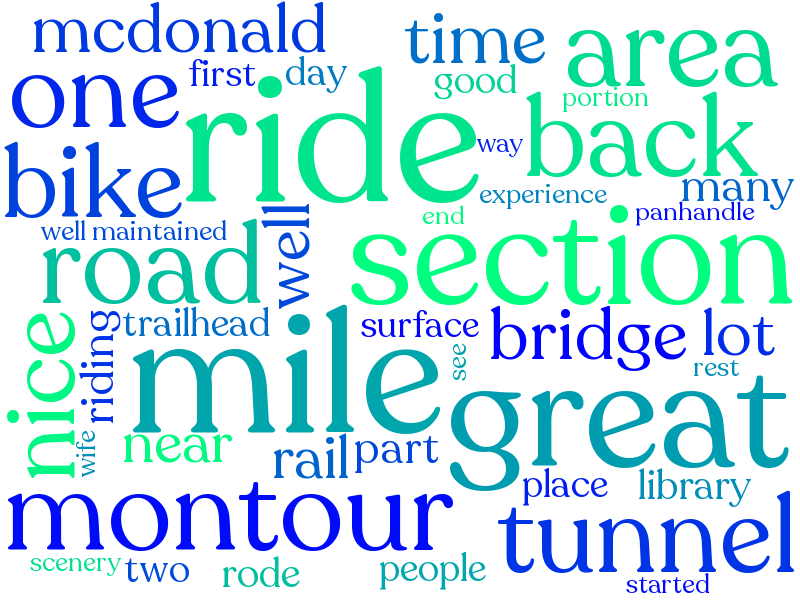 mcdonald
time
area
one
first
day
good
portion
ride
way
back
bike
experience
many
end
panhandle
well maintained
well
section
road
nice
riding
trailhead
surface
bridge
lot
mile
see
rest
great
wife
near
rail
part
place
library
montour
tunnel
scenery
two
rode
people
started